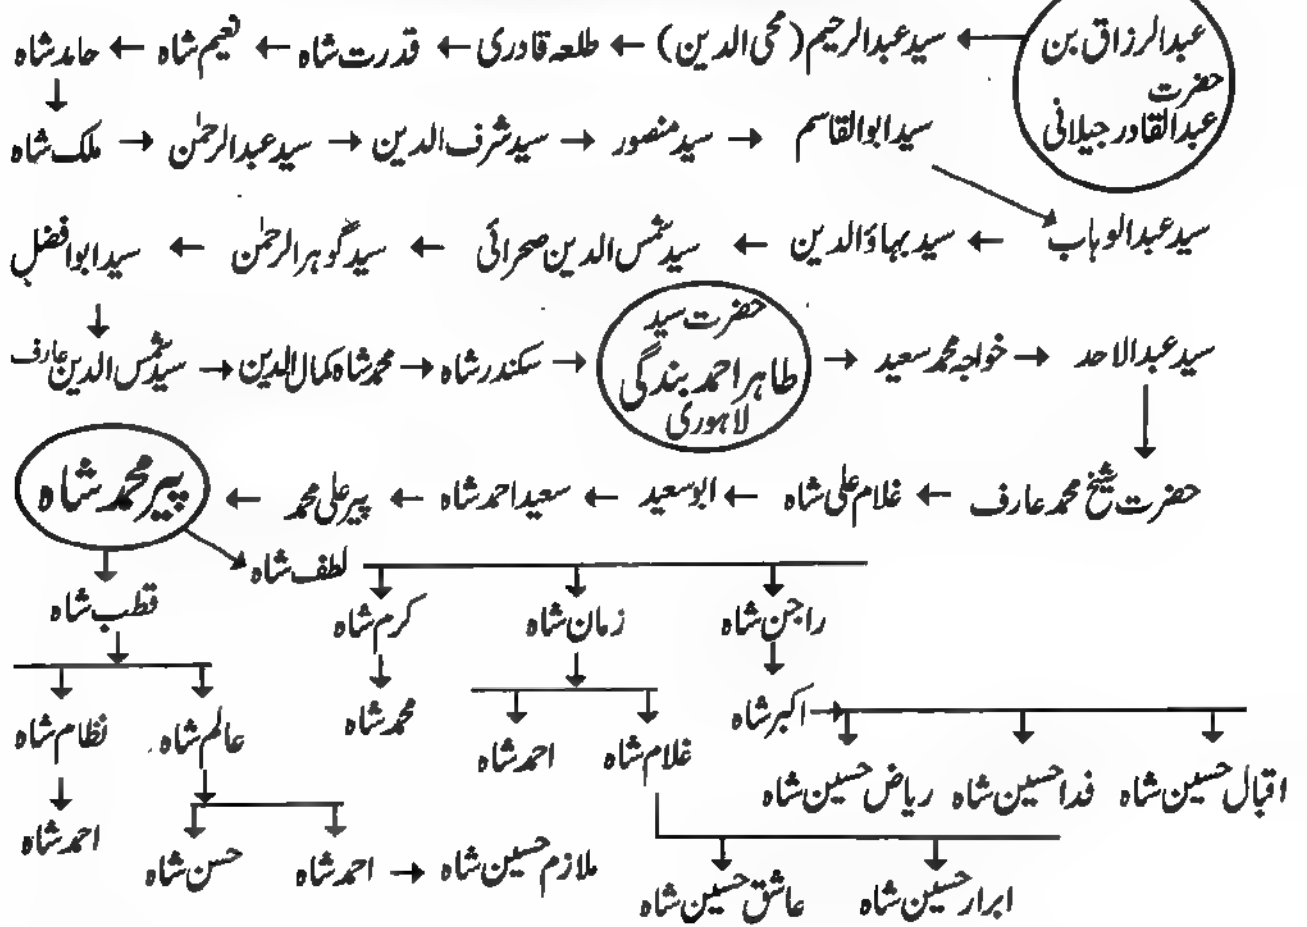 عبدالرزاق بن
حضرت
عبدالقادر جیلانی
← سید عبدالرحیم (محی الدین) ← طلعہ قادری ← قدرت شاہ ← نعیم شاہ ← حامد شاہ
↓
سید ابوالقاسم ← سید منصور ← سید شرف الدین ← سید عبدالرحمٰن ← ملک شاہ
سید عبدالوہاب ← سید بہاؤالدین ← سید شمس الدین صحرائی ← سید گوہر الرحمٰن ← سید ابوافضل
↓
حضرت سید
طاہر احمد بندگی
لاہوری
سید عبدالاحد ← خواجہ محمد سعید ← سکندر شاہ ← محمد شاہ کمال الدین ← سید شمس الدین عارف
↓
حضرت شیخ محمد عارف ← غلام علی شاہ ← ابوسعید ← سعید احمد شاہ ← پیر علی محمد ← پیر محمد شاہ
لطف شاہ
قطب شاہ
راجن شاہ زمان شاہ کرم شاہ
اکبر شاہ محمد شاہ
عالم شاہ نظام شاہ
غلام شاہ احمد شاہ
اقبال حسین شاہ فدا حسین شاہ ریاض حسین شاہ
احمد شاہ
ملازم حسین شاہ ← احمد شاہ حسن شاہ
ابرار حسین شاہ عاشق حسین شاہ